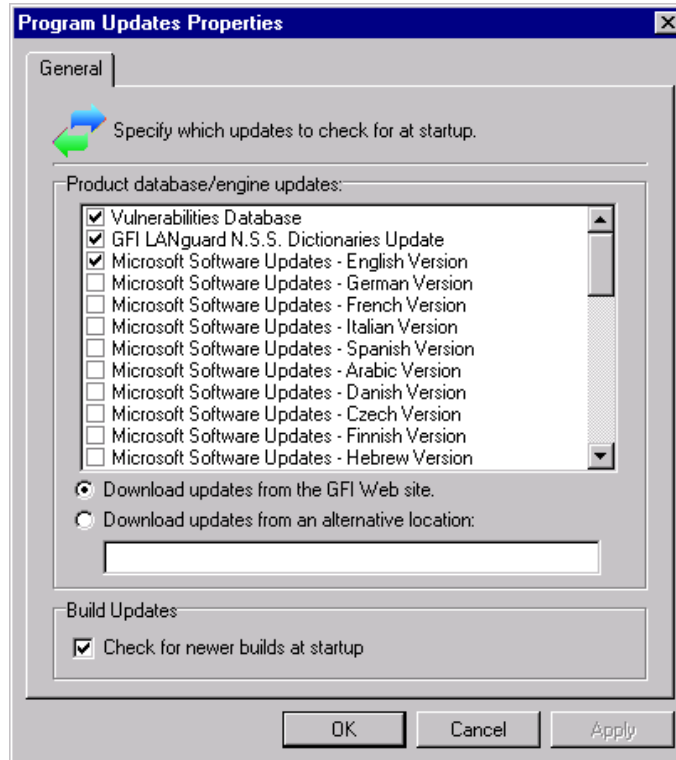 Program Updates Properties
General
Specify which updates to check for at startup.
Product database/engine updates:
Vulnerabilities Database
GFI LANguard N.S.S. Dictionaries Update
Microsoft Software Updates - English Version
Microsoft Software Updates - German Version
Microsoft Software Updates - French Version
Microsoft Software Updates - Italian Version
Microsoft Software Updates - Spanish Version
Microsoft Software Updates - Arabic Version
Microsoft Software Updates - Danish Version
Microsoft Software Updates - Czech Version
Microsoft Software Updates - Finnish Version
Microsoft Software Updates - Hebrew Version
Download updates from the GFI Web site.
Download updates from an alternative location:
Build Updates
Check for newer builds at startup
OK Cancel Apply